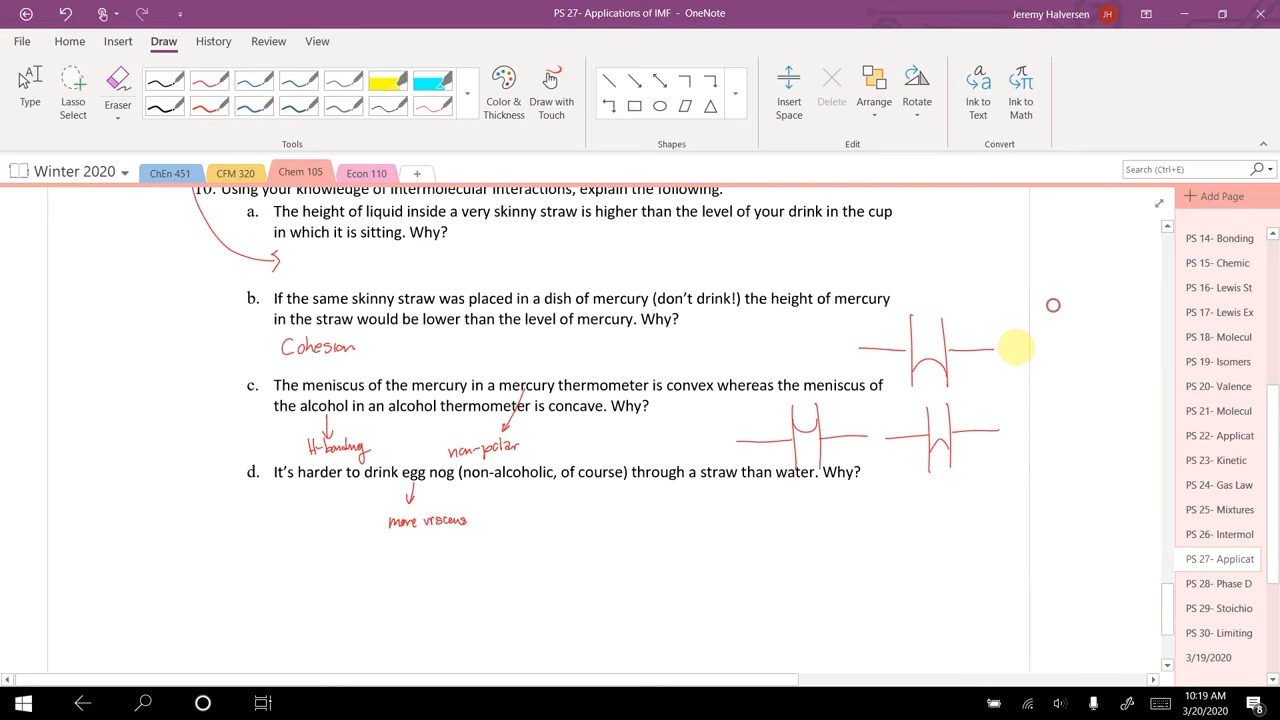 PS 27- Applications of IMF - OneNote
Jeremy Halversen
JH
File
Home
Insert
Draw
History
Review
View
Type
Lasso
Select
Eraser
Color &
Thickness
Draw with
Touch
Tools
Shapes
Insert
Space
Delete
Arrange
Rotate
Edit
Ink to
Text
Ink to
Math
Convert
Winter 2020
ChEn 451
CFM 320
Chem 105
Econ 110
Search (Ctrl+E)
10. Using your knowledge of intermolecular interactions, explain the following.
a. The height of liquid inside a very skinny straw is higher than the level of your drink in the cup
in which it is sitting. Why?
b. If the same skinny straw was placed in a dish of mercury (don't drink!) the height of mercury
in the straw would be lower than the level of mercury. Why?
Cohesion
c. The meniscus of the mercury in a mercury thermometer is convex whereas the meniscus of
the alcohol in an alcohol thermometer is concave. Why?
H-bonding
non-polar
d. It's harder to drink egg nog (non-alcoholic, of course) through a straw than water. Why?
more viscous
Add Page
PS 14- Bonding
PS 15- Chemic
PS 16- Lewis St
PS 17- Lewis Ex
PS 18- Molecul
PS 19- Isomers
PS 20- Valence
PS 21- Molecul
PS 22- Applicat
PS 23- Kinetic
PS 24- Gas Law
PS 25- Mixtures
PS 26- Intermol
PS 27- Applicat
PS 28- Phase D
PS 29- Stoichio
PS 30- Limiting
3/19/2020
10:19 AM
3/20/2020
8